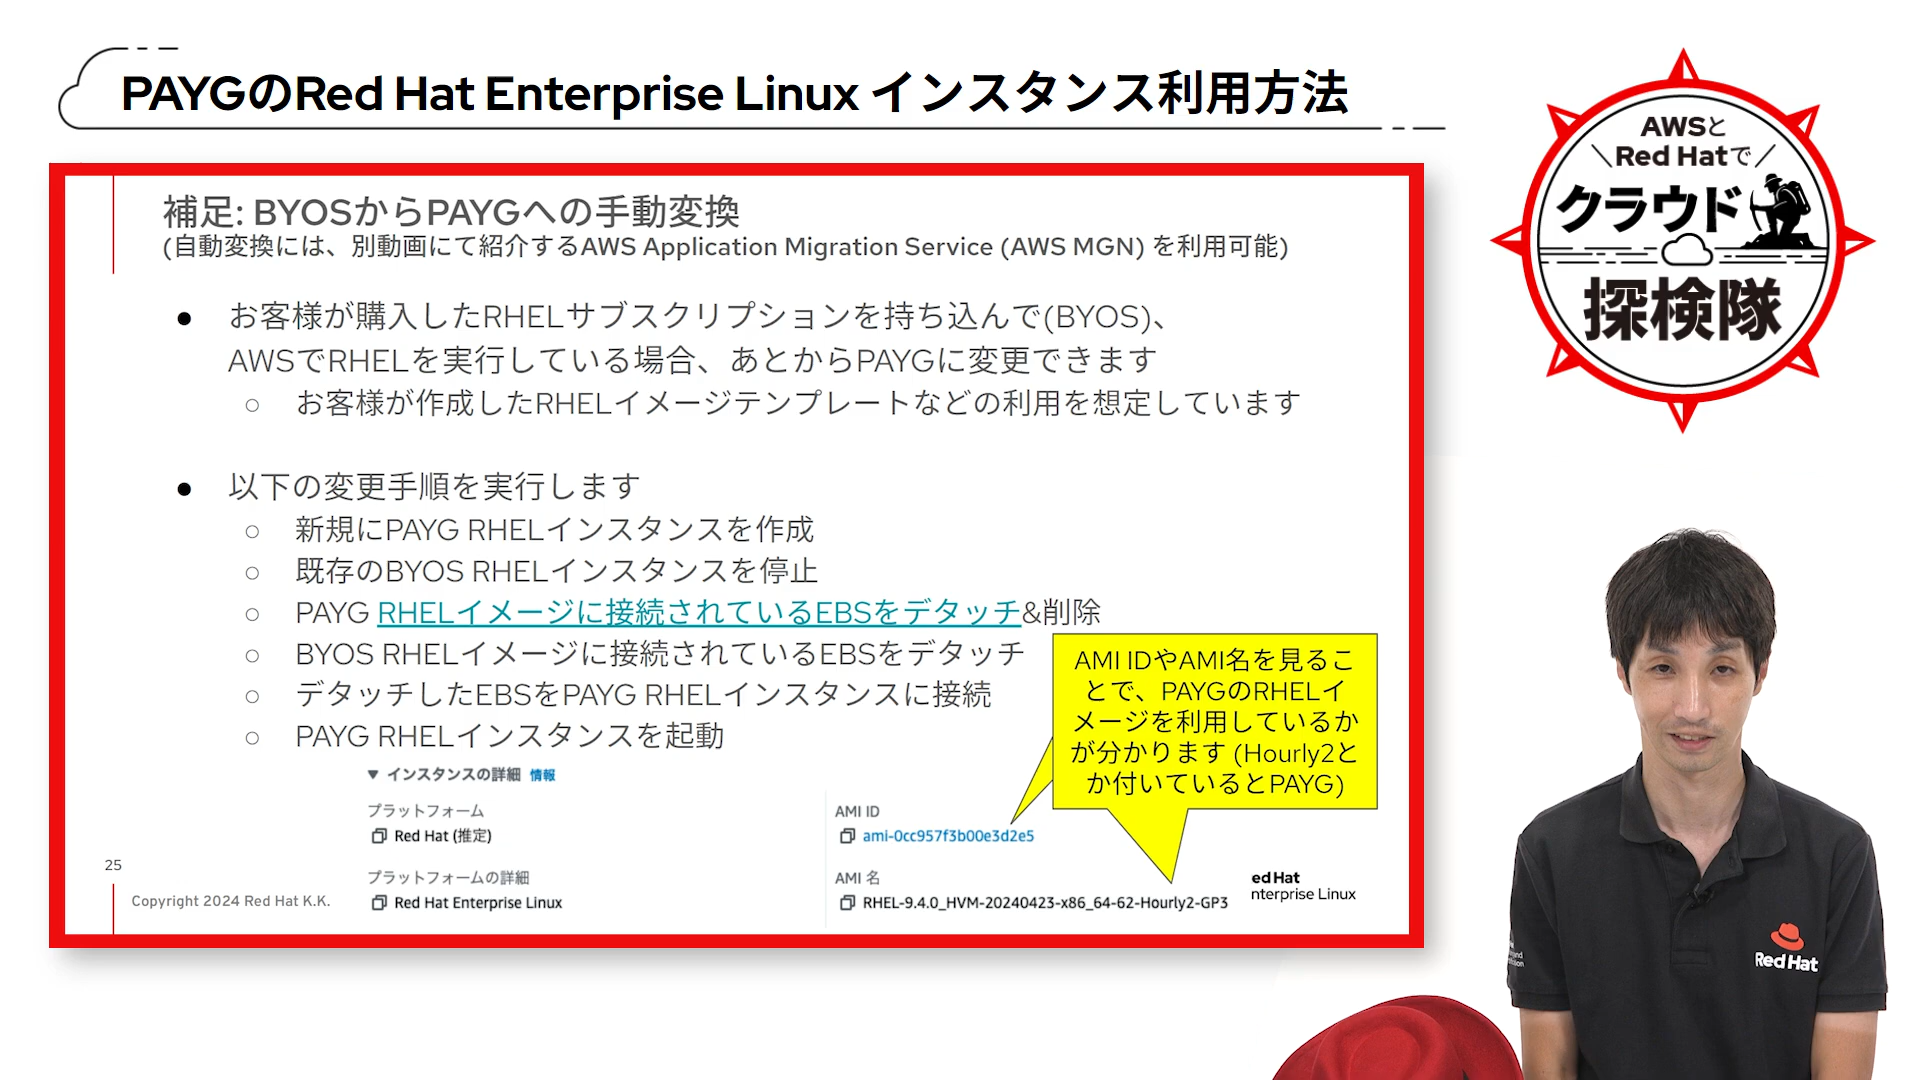 PAYGのRed Hat Enterprise Linux インスタンス利用方法
AWSと
＼Red Hatで／
クラウド
探検隊
補足: BYOSからPAYGへの手動変換
(自動変換には、別動画にて紹介するAWS Application Migration Service (AWS MGN) を利用可能)
● お客様が購入したRHELサブスクリプションを持ち込んで(BYOS)、
AWSでRHELを実行している場合、あとからPAYGに変更できます
○ お客様が作成したRHELイメージテンプレートなどの利用を想定しています
● 以下の変更手順を実行します
○ 新規にPAYG RHELインスタンスを作成
○ 既存のBYOS RHELインスタンスを停止
○ PAYG RHELイメージに接続されているEBSをデタッチ&削除
○ BYOS RHELイメージに接続されているEBSをデタッチ
○ デタッチしたEBSをPAYG RHELインスタンスに接続
○ PAYG RHELインスタンスを起動
AMI IDやAMI名を見るこ
とで、PAYGのRHELイ
メージを利用しているか
が分かります (Hourly2と
か付いているとPAYG)
▼ インスタンスの詳細 情報
プラットフォーム
Red Hat (推定)
AMI ID
ami-0cc957f3b00e3d2e5
プラットフォームの詳細
Red Hat Enterprise Linux
AMI 名
RHEL-9.4.0_HVM-20240423-x86_64-62-Hourly2-GP3
25
Copyright 2024 Red Hat K.K.
ed Hat
nterprise Linux
Red Hat